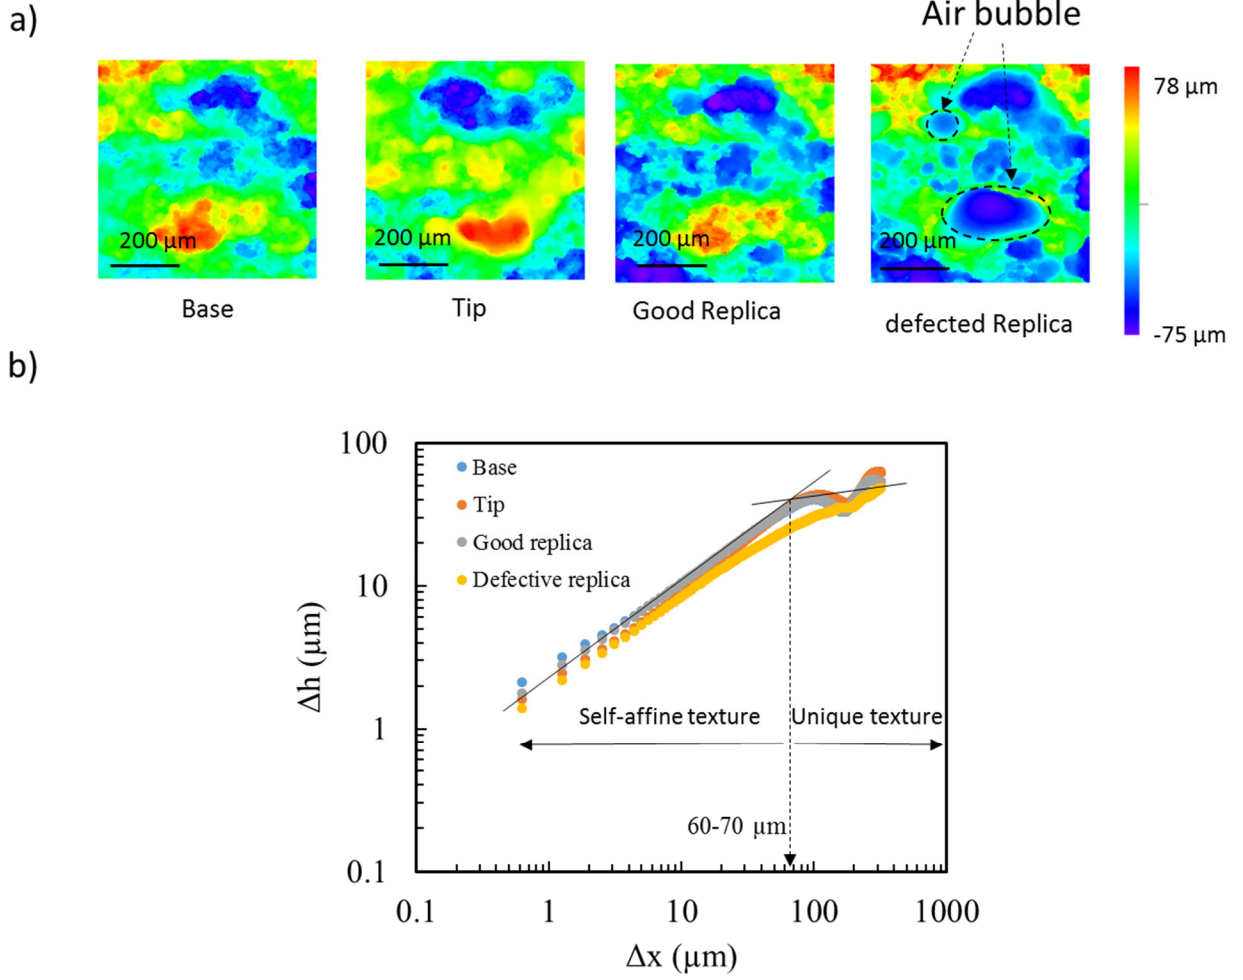 a)
Air bubble
78 μm
200 μm
200 μm
200 μm
200 μm
Base
Tip
Good Replica
defected Replica
-75 μm
b)
100
Base
Tip
Good replica
Defective replica
10
Δh (μm)
Self-affine texture
Unique texture
1
60-70 μm
0.1
0.1
1
10
100
1000
Δx (μm)